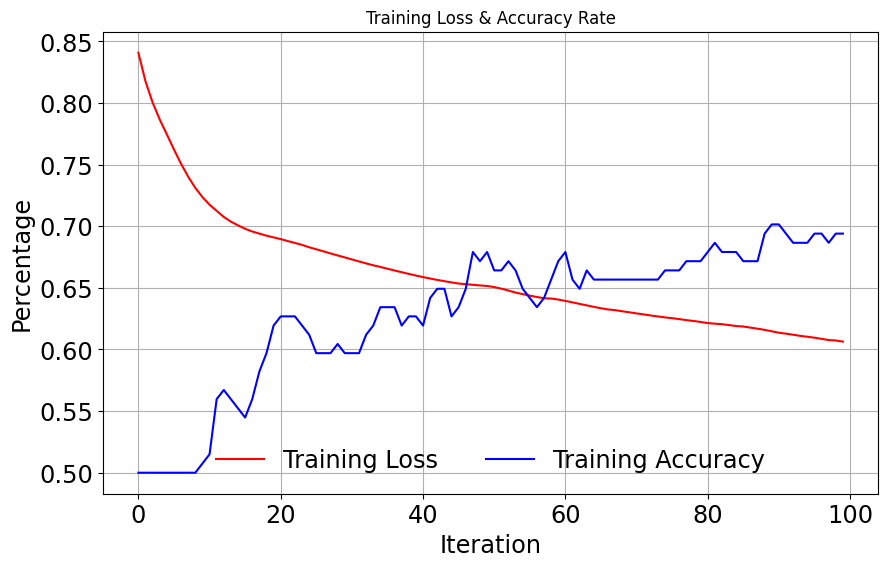 Training Loss & Accuracy Rate
0.85
0.80
0.75
0.70
0.65
0.60
0.55
0.50
Percentage
Training Loss
Training Accuracy
0 20 40 60 80 100
Iteration